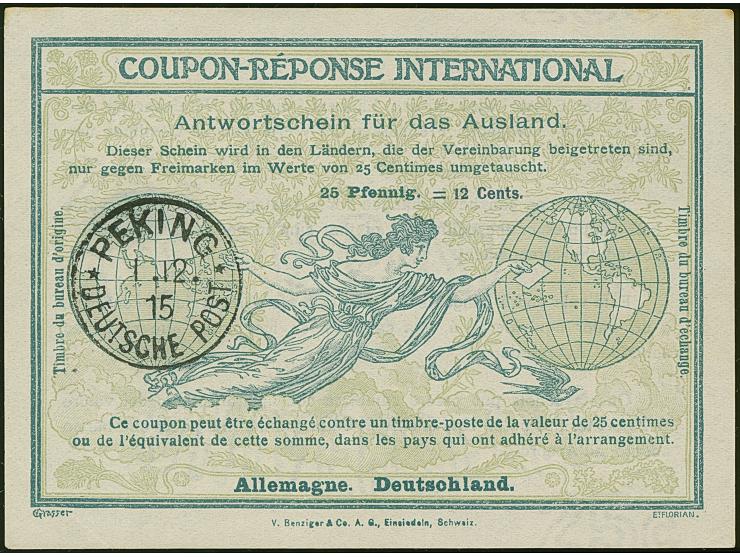 COUPON-RÉPONSE INTERNATIONAL
Antwortschein für das Ausland.
Dieser Schein wird in den Ländern, die der Vereinbarung beigetreten sind,
nur gegen Freimarken im Werte von 25 Centimes umgetauscht.
25 Pfennig. = 12 Cents.
Timbre du bureau d'origine.
PEKING
1.12.
15
DEUTSCHE POST
Timbre du bureau d'échange.
Ce coupon peut être échangé contre un timbre-poste de la valeur de 25 centimes
ou de l'équivalent de cette somme, dans les pays qui ont adhéré à l'arrangement.
Allemagne. Deutschland.
Grasser
V. Benziger & Co. A. G., Einsiedeln, Schweiz.
E. FLORIAN.